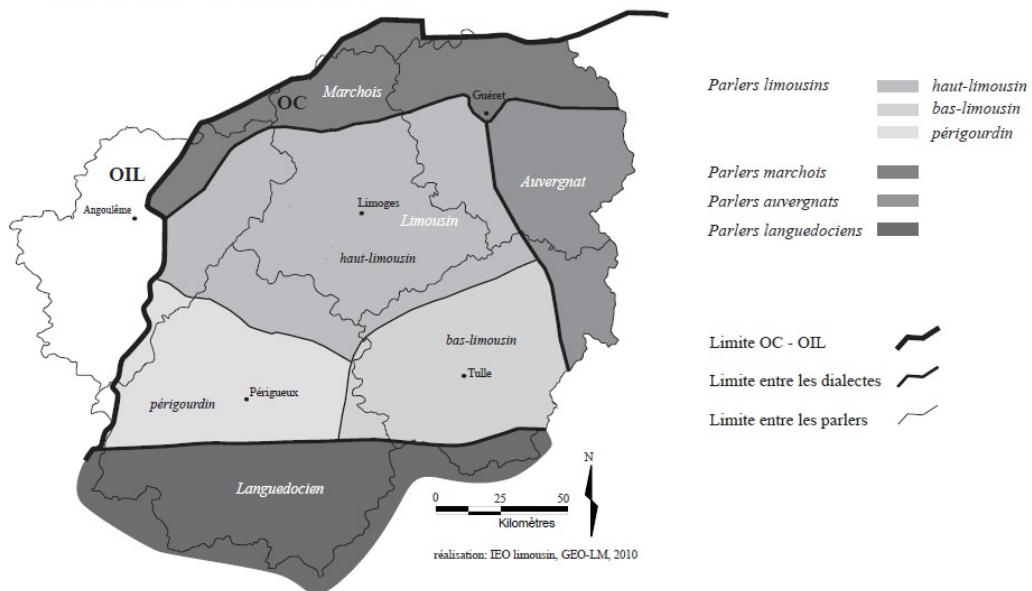 Marchois
OC
Guéret
OIL
Angoulême
Auvergnat
Limoges
Limousin
haut-limousin
bas-limousin
Tulle
périgourdin
Périgueux
Languedocien
N
0 25 50
Kilomètres
réalisation: IEO limousin, GEO-LM, 2010
Parlers limousins
haut-limousin
bas-limousin
périgourdin
Parlers marchois
Parlers auvergnats
Parlers languedociens
Limite OC - OIL
Limite entre les dialectes
Limite entre les parlers